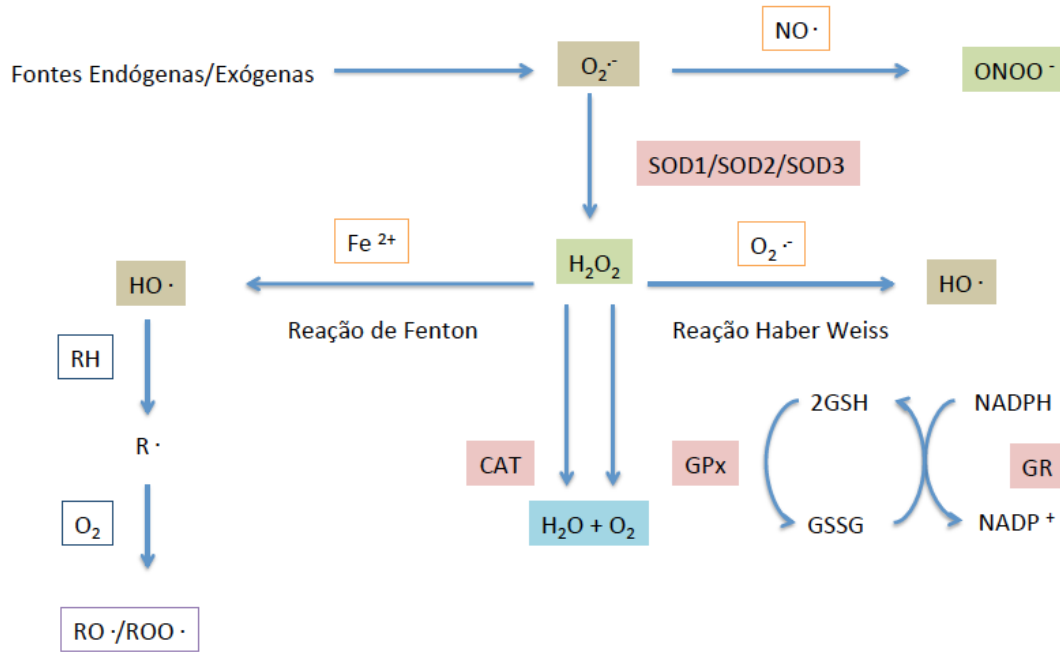 NO ·
Fontes Endógenas/Exógenas
O₂·⁻
ONOO ⁻
SOD1/SOD2/SOD3
Fe ²⁺
O₂ ·⁻
H₂O₂
HO ·
HO ·
Reação de Fenton
Reação Haber Weiss
RH
2GSH
NADPH
R ·
CAT
GPx
GR
O₂
H₂O + O₂
GSSG
NADP ⁺
RO ·/ROO ·